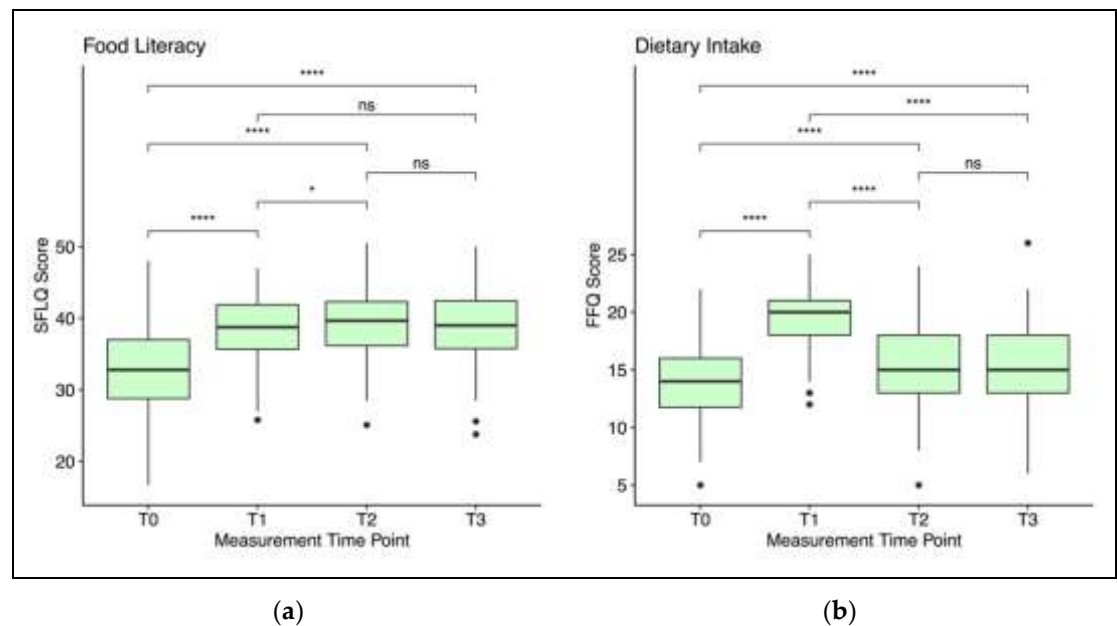 Food Literacy
****
ns
****
ns
*
****
50
40
30
20
SFLQ Score
T0 T1 T2 T3
Measurement Time Point
(a)
Dietary Intake
****
****
****
ns
****
****
25
20
15
10
5
FFQ Score
T0 T1 T2 T3
Measurement Time Point
(b)